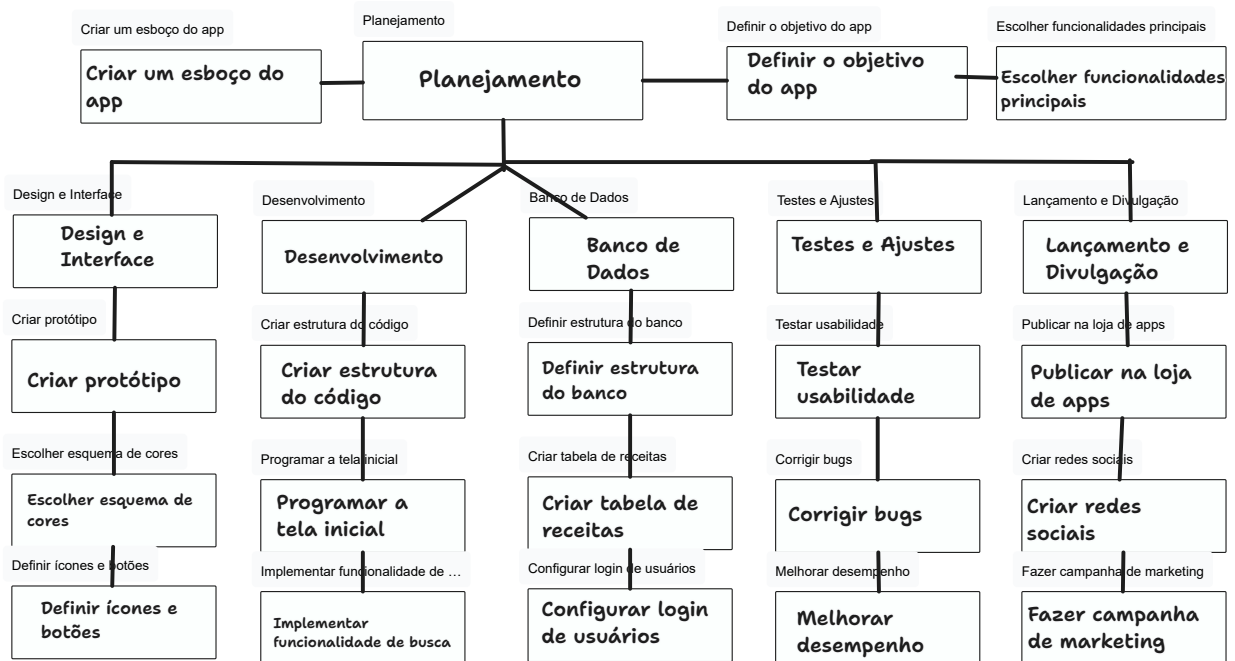 Criar um esboço do app
Planejamento
Definir o objetivo do app
Escolher funcionalidades principais
Criar um esboço do
app
Planejamento
Definir o objetivo
do app
Escolher funcionalidades
principais
Design e Interface
Desenvolvimento
Banco de Dados
Testes e Ajustes
Lançamento e Divulgação
Design e
Interface
Desenvolvimento
Banco de
Dados
Testes e Ajustes
Lançamento e
Divulgação
Criar protótipo
Criar estrutura do código
Definir estrutura do banco
Testar usabilidade
Publicar na loja de apps
Criar protótipo
Criar estrutura
do código
Definir estrutura
do banco
Testar
usabilidade
Publicar na loja
de apps
Escolher esquema de cores
Programar a tela inicial
Criar tabela de receitas
Corrigir bugs
Criar redes sociais
Escolher esquema de
cores
Programar a
tela inicial
Criar tabela de
receitas
Corrigir bugs
Criar redes
sociais
Definir ícones e botões
Implementar funcionalidade de ...
Configurar login de usuários
Melhorar desempenho
Fazer campanha de marketing
Definir ícones e
botões
Implementar
funcionalidade de busca
Configurar login
de usuários
Melhorar
desempenho
Fazer campanha
de marketing